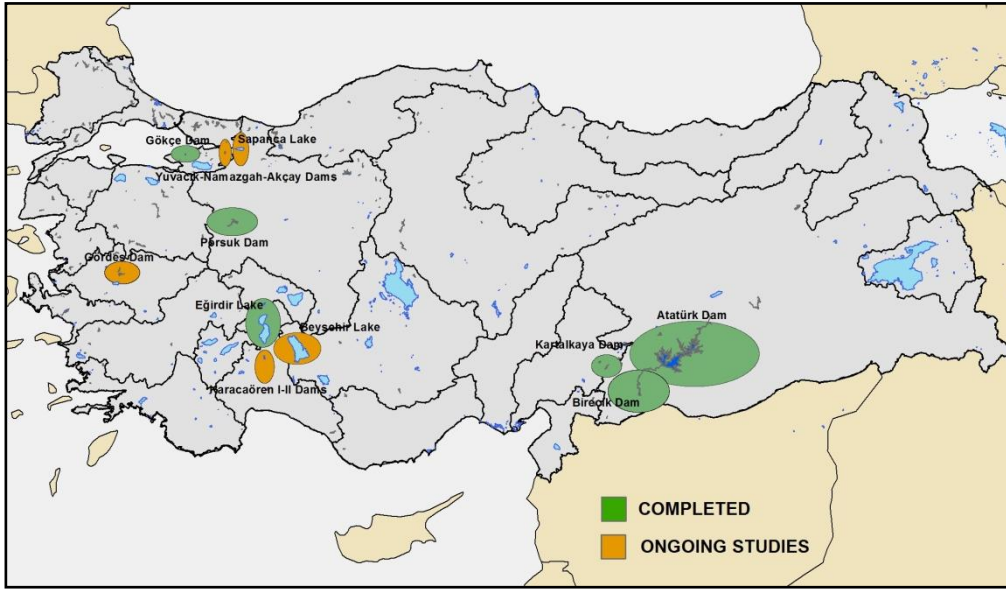 Gökçe Dam
Sapanca Lake
Yuvacık-Namazgah-Akçay Dams
Porsuk Dam
Gördes Dam
Eğirdir Lake
Beyşehir Lake
Karacaören I-II Dams
Atatürk Dam
Kartalkaya Dam
Birecik Dam
COMPLETED
ONGOING STUDIES